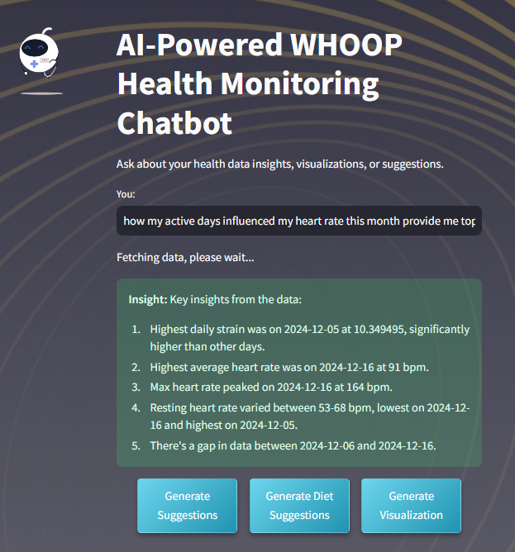 AI-Powered WHOOP
Health Monitoring
Chatbot
Ask about your health data insights, visualizations, or suggestions.
You:
how my active days influenced my heart rate this month provide me top
Fetching data, please wait...
Insight: Key insights from the data:
1. Highest daily strain was on 2024-12-05 at 10.349495, significantly
higher than other days.
2. Highest average heart rate was on 2024-12-16 at 91 bpm.
3. Max heart rate peaked on 2024-12-16 at 164 bpm.
4. Resting heart rate varied between 53-68 bpm, lowest on 2024-12-
16 and highest on 2024-12-05.
5. There's a gap in data between 2024-12-06 and 2024-12-16.
Generate
Suggestions
Generate Diet
Suggestions
Generate
Visualization